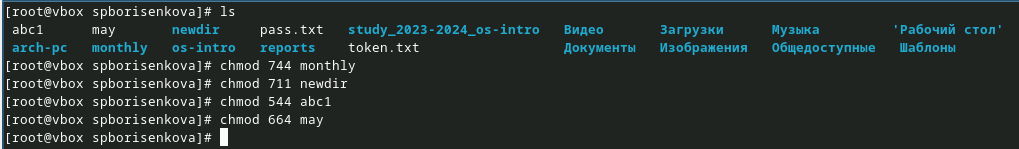 [root@vbox spborisenkova]# ls
abc1 may newdir pass.txt study_2023-2024_os-intro Видео Загрузки Музыка 'Рабочий стол'
arch-pc monthly os-intro reports token.txt Документы Изображения Общедоступные Шаблоны
[root@vbox spborisenkova]# chmod 744 monthly
[root@vbox spborisenkova]# chmod 711 newdir
[root@vbox spborisenkova]# chmod 544 abc1
[root@vbox spborisenkova]# chmod 664 may
[root@vbox spborisenkova]#